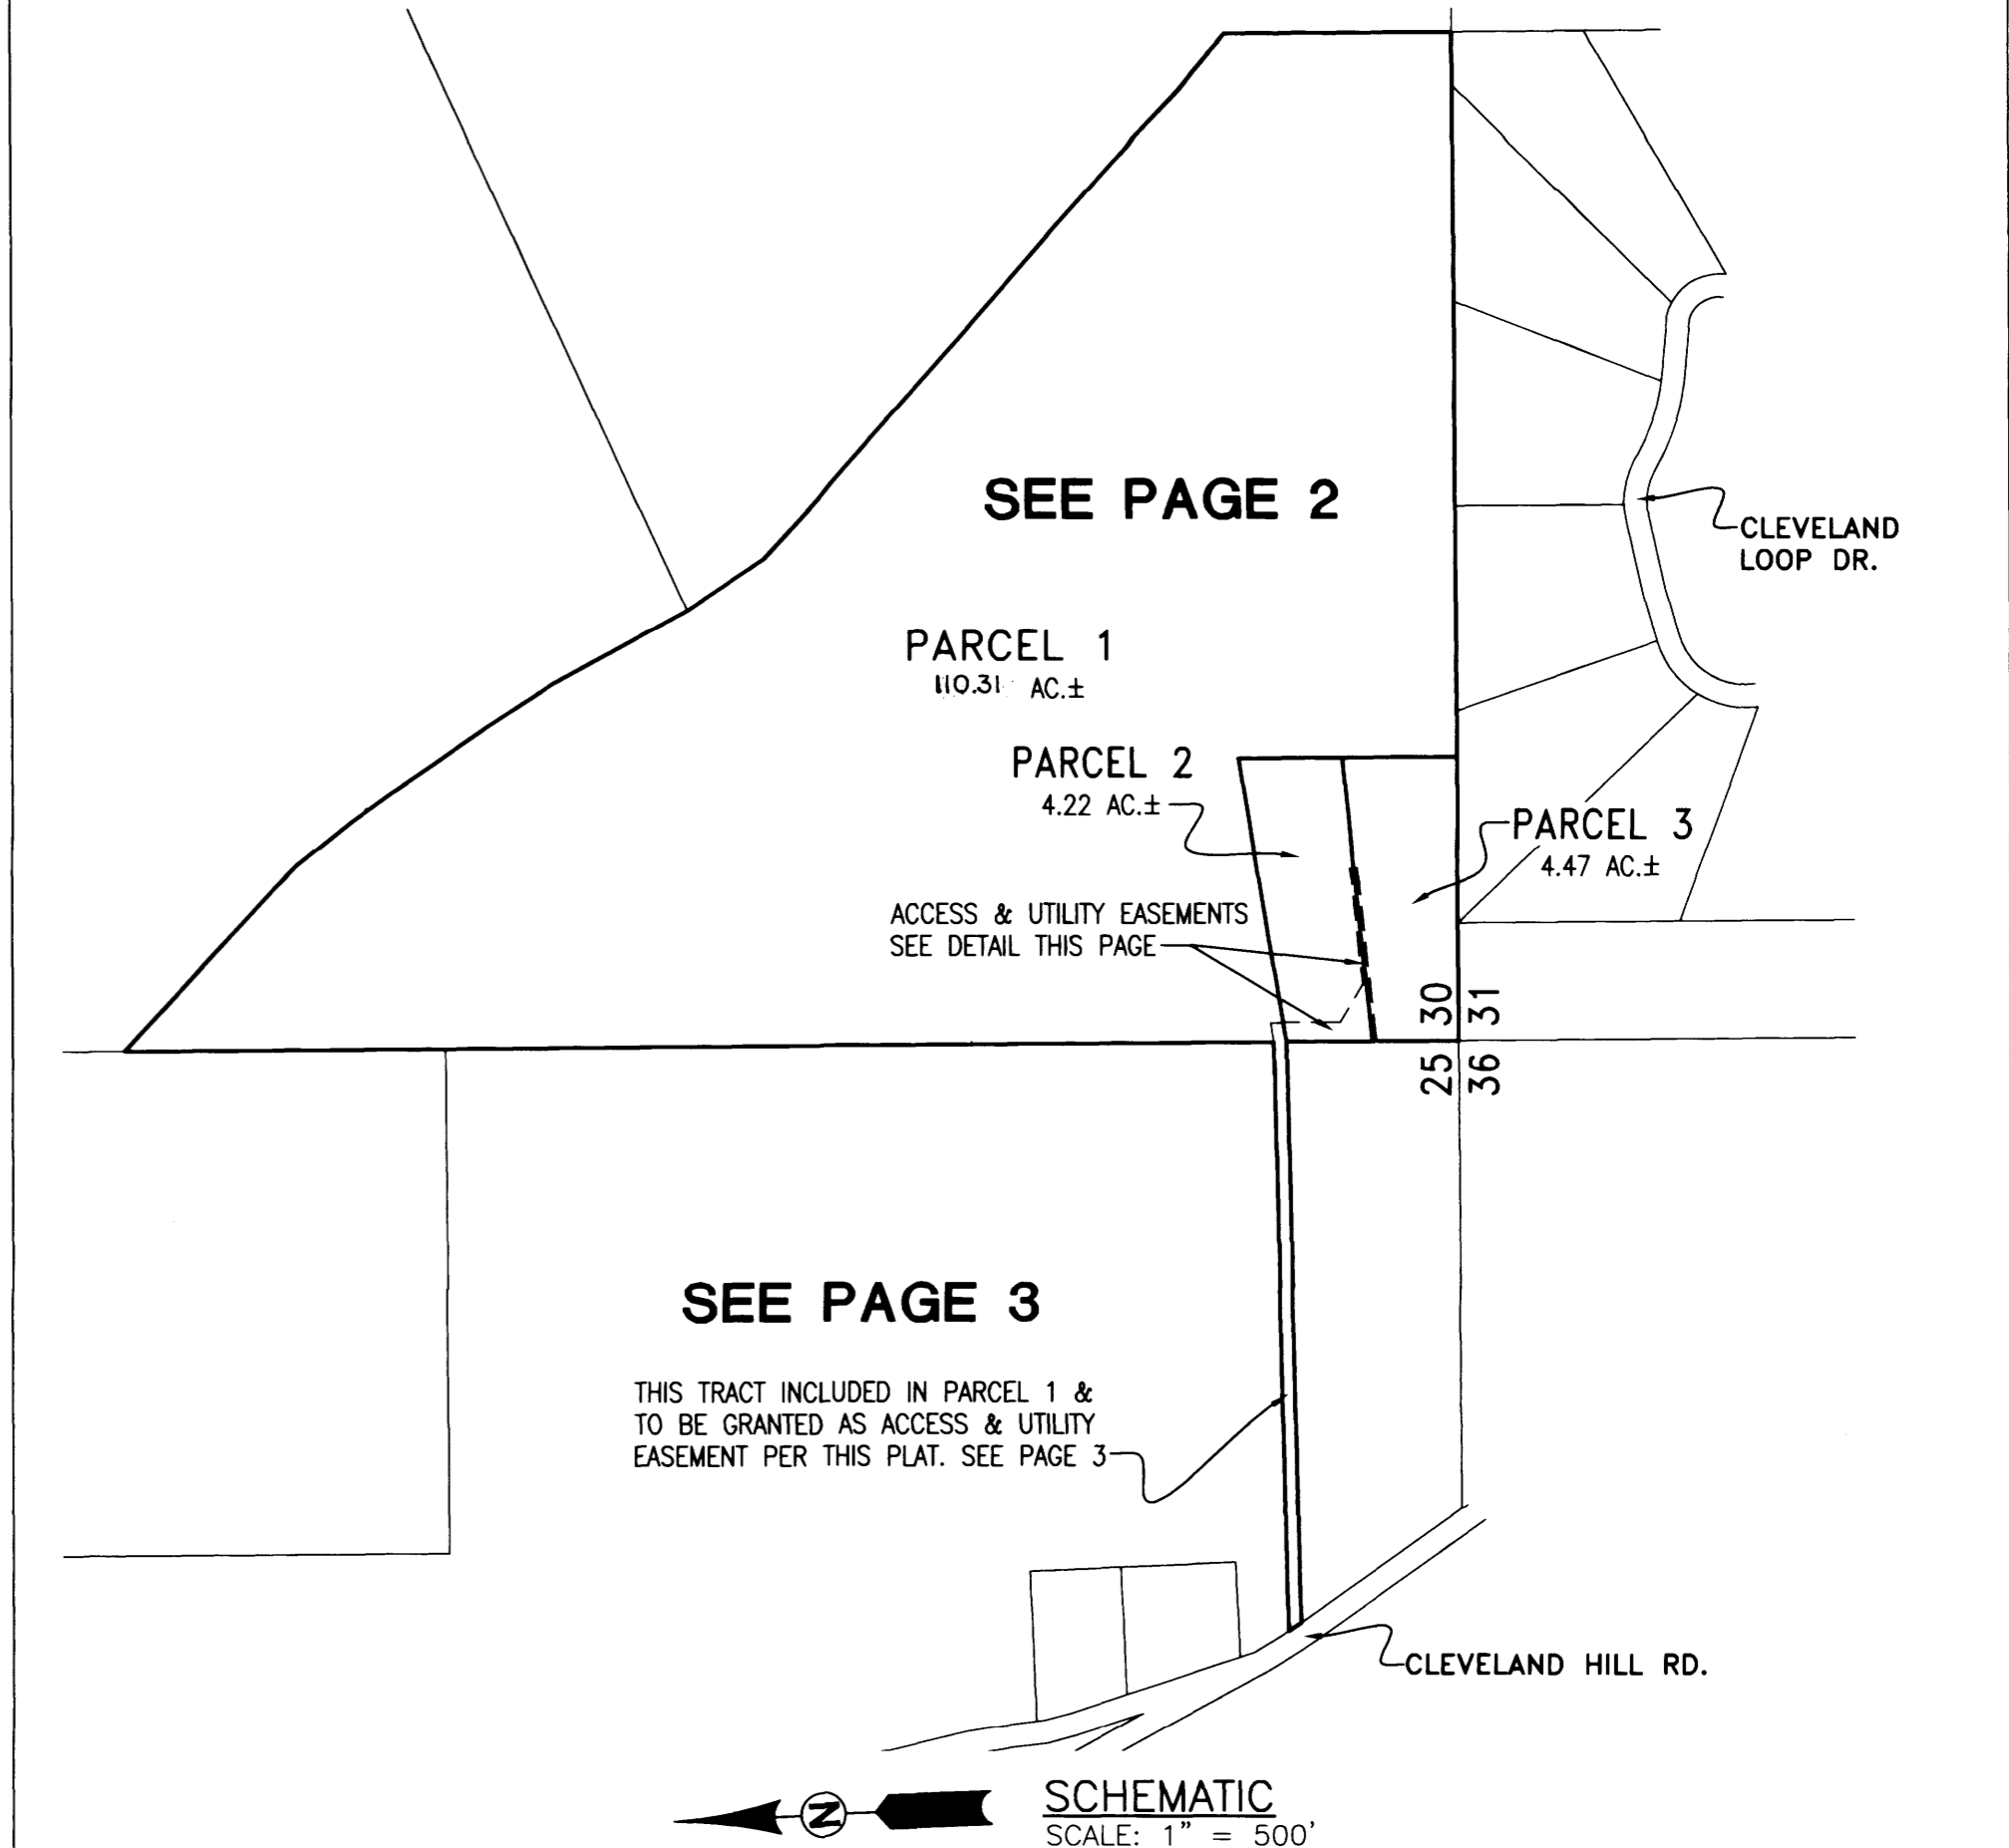 SEE PAGE 2
CLEVELAND
LOOP DR.
PARCEL 1
110.31 AC.±
PARCEL 2
4.22 AC.±
PARCEL 3
4.47 AC.±
ACCESS & UTILITY EASEMENTS
SEE DETAIL THIS PAGE
30
31
25
36
SEE PAGE 3
THIS TRACT INCLUDED IN PARCEL 1 &
TO BE GRANTED AS ACCESS & UTILITY
EASEMENT PER THIS PLAT. SEE PAGE 3
CLEVELAND HILL RD.
N
SCHEMATIC
SCALE: 1" = 500'